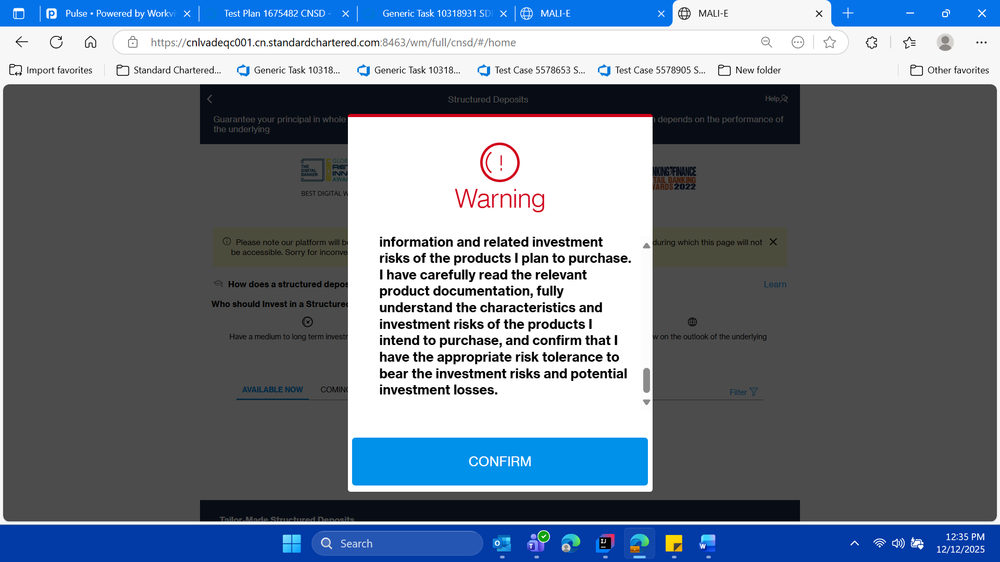 Pulse • Powered by Workvi
Test Plan 1675482 CNSD -
Generic Task 10318931 SDI
MALI-E
MALI-E
https://cnlvadeqc001.cn.standardchartered.com:8463/wm/full/cnsd/#/home
Import favorites
Standard Chartered...
Generic Task 10318...
Generic Task 10318...
Test Case 5578653 S...
Test Case 5578905 S...
New folder
Other favorites
Structured Deposits
Help
Guarantee your principal in whole
depends on the performance of
the underlying
THE DIGITAL BANKER
GLOB
RET
INN
AWAR
BEST DIGITAL W
NKING&FINANCE
TAIL BANKING
WARDS 2022
Please note our platform will be
during which this page will not
be accessible. Sorry for inconve
How does a structured depos
Learn
Who should Invest in a Structured
Have a medium to long term investr
w on the outlook of the underlying
AVAILABLE NOW
COMING
Filter
Warning
information and related investment
risks of the products I plan to purchase.
I have carefully read the relevant
product documentation, fully
understand the characteristics and
investment risks of the products I
intend to purchase, and confirm that I
have the appropriate risk tolerance to
bear the investment risks and potential
investment losses.
CONFIRM
Tailor-Made Structured Deposits
Search
12:35 PM
12/12/2025